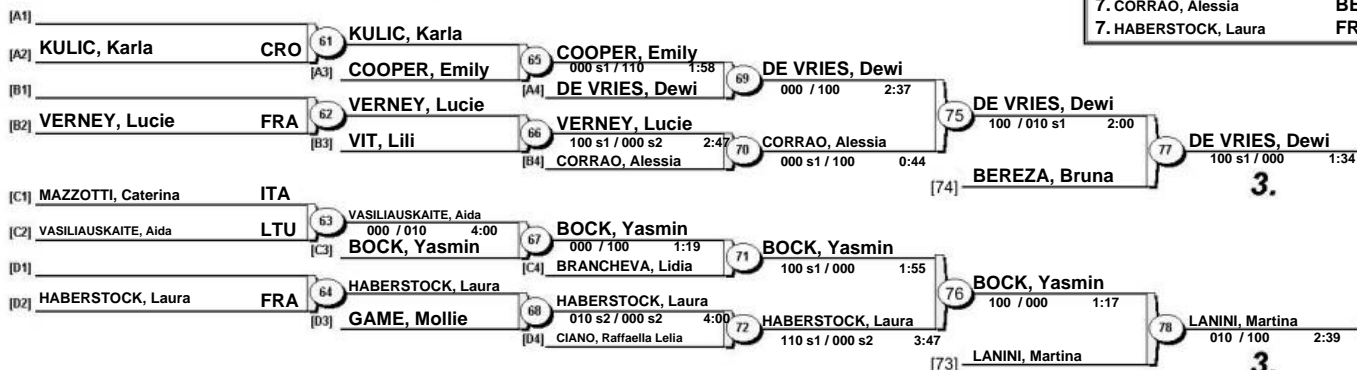 7. CORRAO, Alessia BE
7. HABERSTOCK, Laura FR
[A1]
[A2] KULIC, Karla CRO
61 KULIC, Karla
[A3] COOPER, Emily
65 COOPER, Emily
000 s1 / 110 1:58
[A4] DE VRIES, Dewi
69 DE VRIES, Dewi
000 / 100 2:37
[B1]
[B2] VERNEY, Lucie FRA
62 VERNEY, Lucie
[B3] VIT, Lili
66 VERNEY, Lucie
100 s1 / 000 s2 2:47
[B4] CORRAO, Alessia
70 CORRAO, Alessia
000 s1 / 100 0:44
75 DE VRIES, Dewi
100 / 010 s1 2:00
[74] BEREZA, Bruna
77 DE VRIES, Dewi
100 s1 / 000 1:34
3.
[C1] MAZZOTTI, Caterina ITA
[C2] VASILIAUSKAITE, Aida LTU
63 VASILIAUSKAITE, Aida
000 / 010 4:00
[C3] BOCK, Yasmin
67 BOCK, Yasmin
000 / 100 1:19
[C4] BRANCHEVA, Lidia
71 BOCK, Yasmin
100 s1 / 000 1:55
[D1]
[D2] HABERSTOCK, Laura FRA
64 HABERSTOCK, Laura
[D3] GAME, Mollie
68 HABERSTOCK, Laura
010 s2 / 000 s2 4:00
[D4] CIANO, Raffaella Lelia
72 HABERSTOCK, Laura
110 s1 / 000 s2 3:47
76 BOCK, Yasmin
100 / 000 1:17
[73] LANINI, Martina
78 LANINI, Martina
010 / 100 2:39
3.